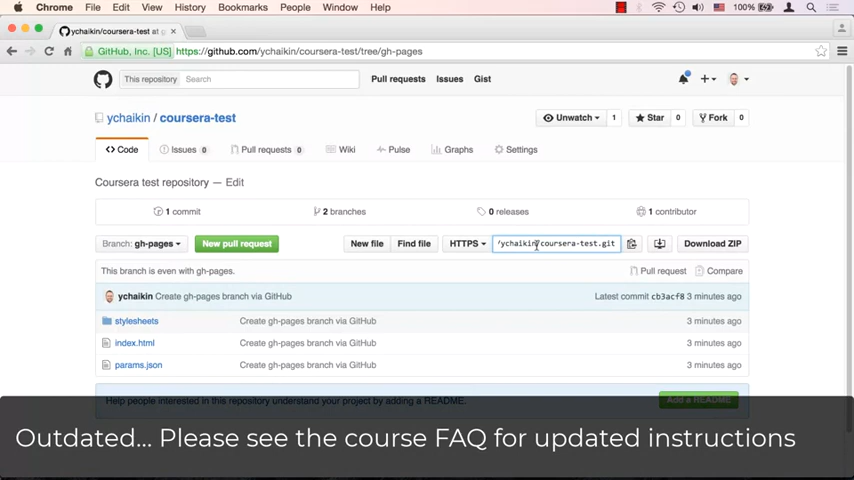 Chrome File Edit View History Bookmarks People Window Help 100%
ychaikin/coursera-test at g
GitHub, Inc. [US] https://github.com/ychaikin/coursera-test/tree/gh-pages
This repository Search Pull requests Issues Gist
ychaikin / coursera-test Unwatch 1 Star 0 Fork 0
Code Issues 0 Pull requests 0 Wiki Pulse Graphs Settings
Coursera test repository — Edit
1 commit 2 branches 0 releases 1 contributor
Branch: gh-pages New pull request New file Find file HTTPS /ychaikin/coursera-test.git Download ZIP
This branch is even with gh-pages. Pull request Compare
ychaikin Create gh-pages branch via GitHub Latest commit cb3acf8 3 minutes ago
stylesheets Create gh-pages branch via GitHub 3 minutes ago
index.html Create gh-pages branch via GitHub 3 minutes ago
params.json Create gh-pages branch via GitHub 3 minutes ago
Help people interested in this repository understand your project by adding a README. Add a README
Outdated... Please see the course FAQ for updated instructions